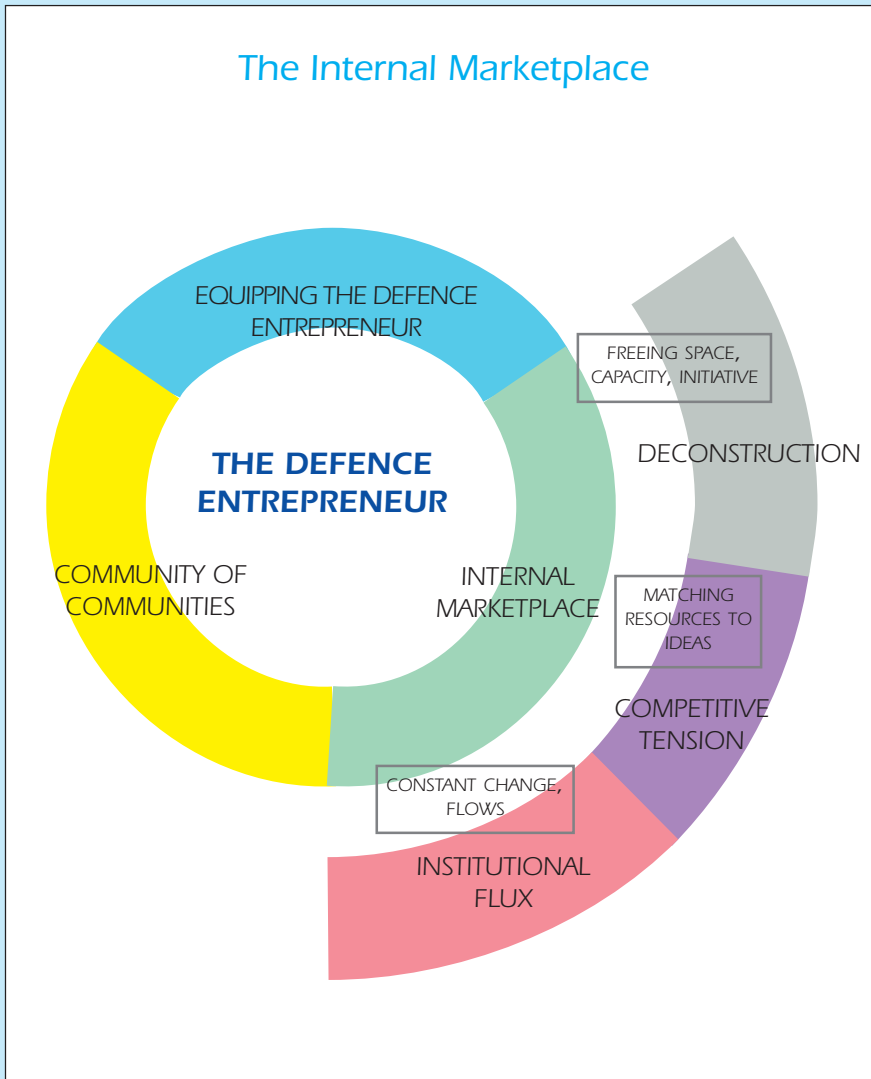 The Internal Marketplace
EQUIPPING THE DEFENCE
ENTREPRENEUR
FREEING SPACE,
CAPACITY, INITIATIVE
DECONSTRUCTION
THE DEFENCE
ENTREPRENEUR
COMMUNITY OF
COMMUNITIES
INTERNAL
MARKETPLACE
MATCHING
RESOURCES TO
IDEAS
COMPETITIVE
TENSION
CONSTANT CHANGE,
FLOWS
INSTITUTIONAL
FLUX